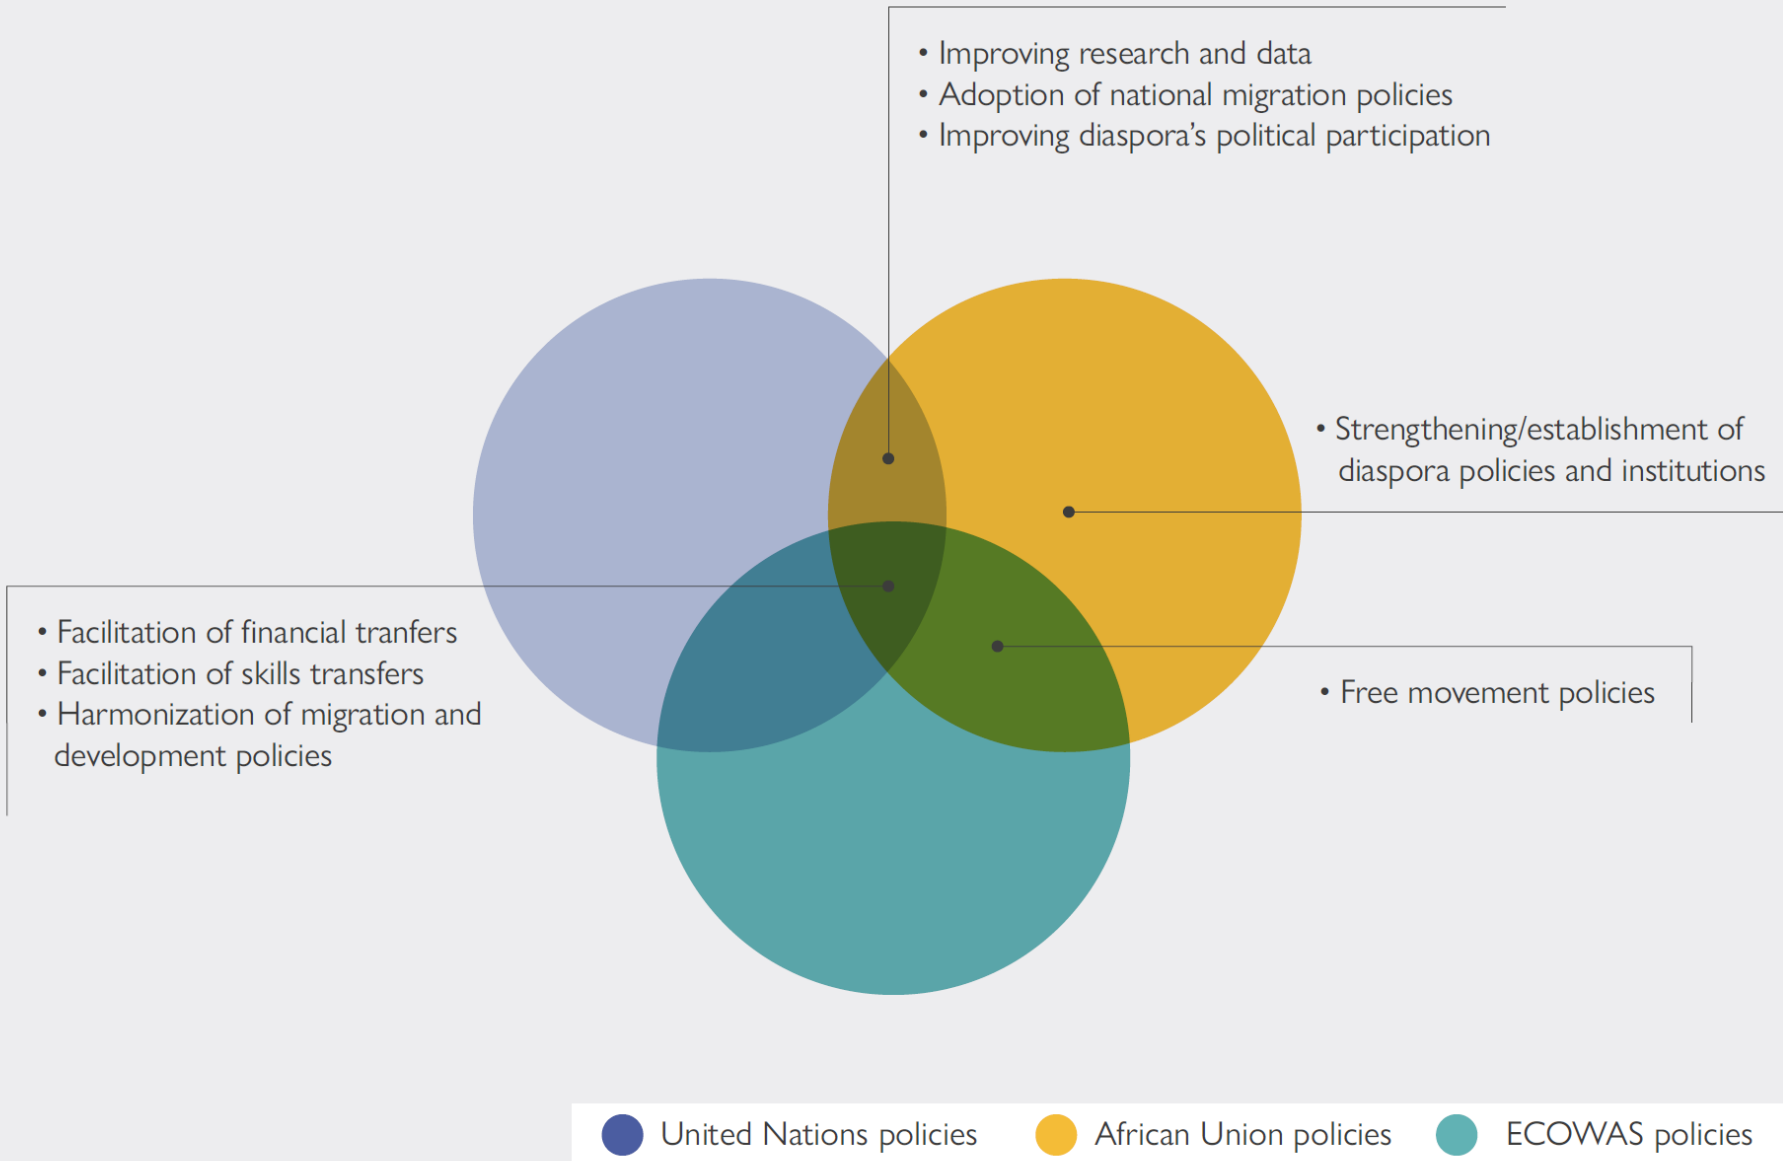 • Improving research and data
• Adoption of national migration policies
• Improving diaspora’s political participation
• Strengthening/establishment of
diaspora policies and institutions
• Facilitation of financial tranfers
• Facilitation of skills transfers
• Harmonization of migration and
development policies
• Free movement policies
United Nations policies
African Union policies
ECOWAS policies